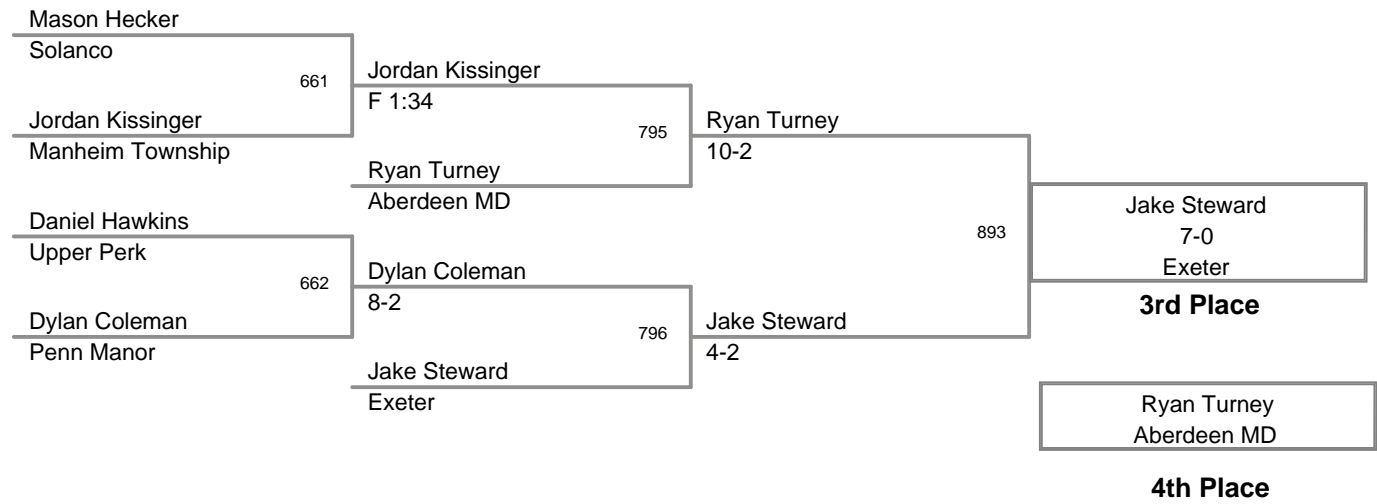 Mason Hecker
Solanco
661
Jordan Kissinger
F 1:34
Jordan Kissinger
Manheim Township
795
Ryan Turney
10-2
Ryan Turney
Aberdeen MD
Daniel Hawkins
Upper Perk
893
Jake Steward
7-0
Exeter
3rd Place
662
Dylan Coleman
8-2
Dylan Coleman
Penn Manor
796
Jake Steward
4-2
Jake Steward
Exeter
Ryan Turney
Aberdeen MD
4th Place